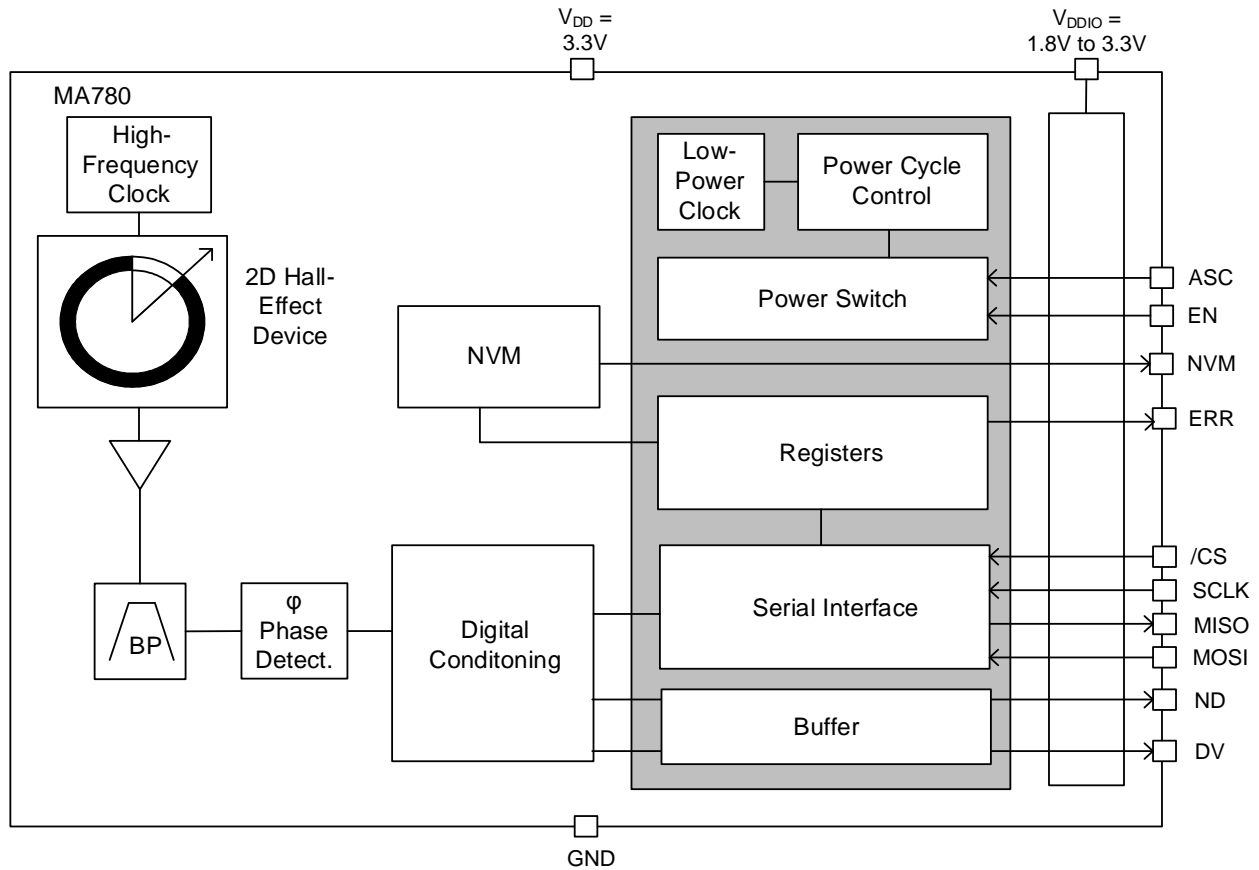 VDD =
3.3V
VDDIO =
1.8V to 3.3V
MA780
High-
Frequency
Clock
2D Hall-
Effect
Device
Low-
Power
Clock
Power Cycle
Control
Power Switch
ASC
EN
NVM
NVM
ERR
Registers
/CS
SCLK
MISO
MOSI
Serial Interface
BP
φ
Phase
Detect.
Digital
Conditoning
Buffer
ND
DV
GND